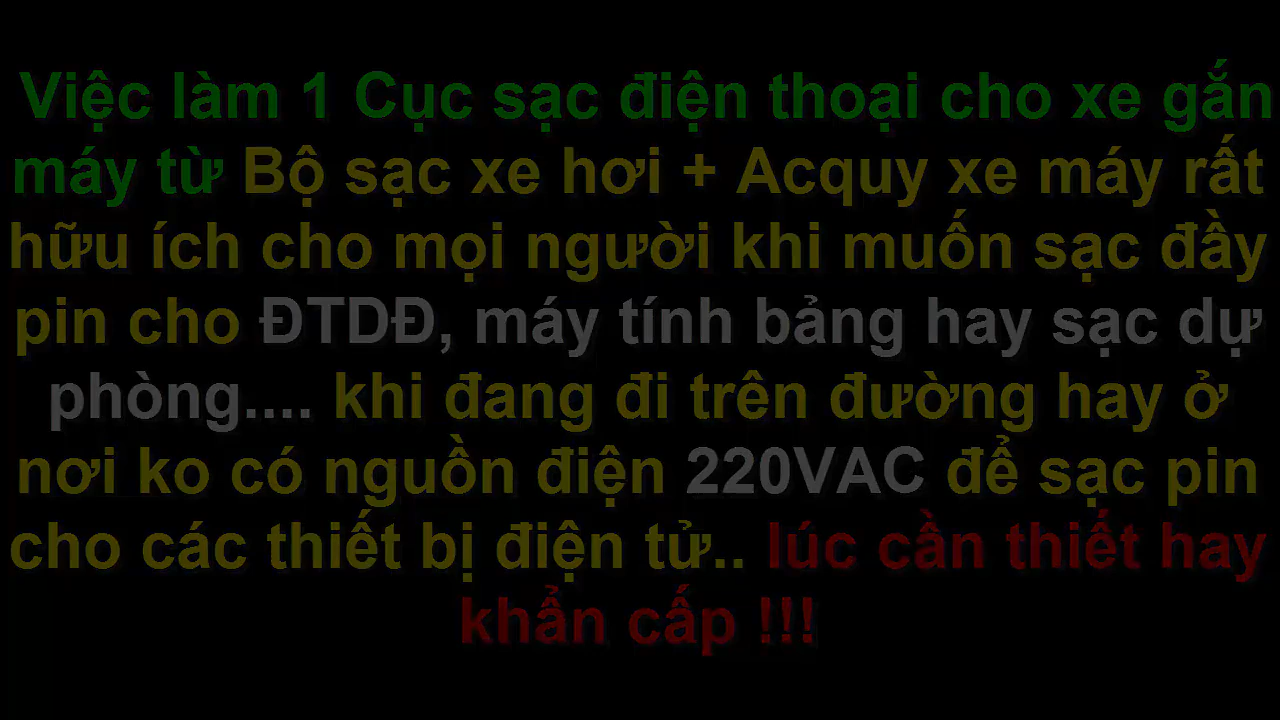 Việc làm 1 Cục sạc điện thoại cho xe gắn
máy từ Bộ sạc xe hơi + Acquy xe máy rất
hữu ích cho mọi người khi muốn sạc đầy
pin cho ĐTDĐ, máy tính bảng hay sạc dự
phòng.... khi đang đi trên đường hay ở
nơi ko có nguồn điện 220VAC để sạc pin
cho các thiết bị điện tử.. lúc cần thiết hay
khẩn cấp !!!